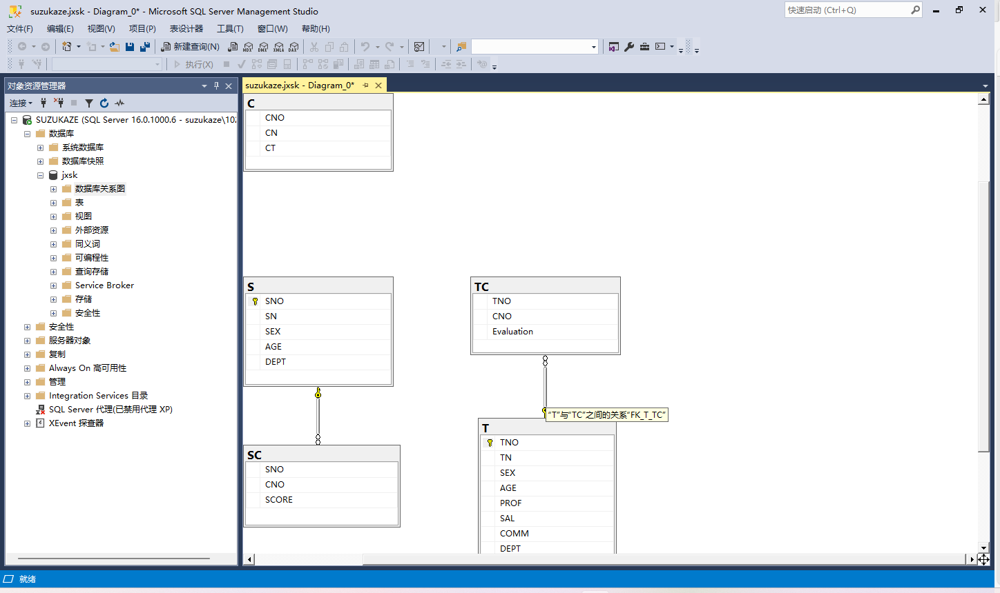 suzukaze.jxsk - Diagram_0* - Microsoft SQL Server Management Studio
快速启动 (Ctrl+Q)
文件(F) 编辑(E) 视图(V) 项目(P) 表设计器 工具(T) 窗口(W) 帮助(H)
新建查询(N) MDX DMX XMLA DAX
执行(X)
对象资源管理器
连接
SUZUKAZE (SQL Server 16.0.1000.6 - suzukaze\10
数据库
系统数据库
数据库快照
jxsk
数据库关系图
表
视图
外部资源
同义词
可编程性
查询存储
Service Broker
存储
安全性
安全性
服务器对象
复制
Always On 高可用性
管理
Integration Services 目录
SQL Server 代理(已禁用代理 XP)
XEvent 探查器
suzukaze.jxsk - Diagram_0*
C
CNO
CN
CT
S
SNO
SN
SEX
AGE
DEPT
SC
SNO
CNO
SCORE
TC
TNO
CNO
Evaluation
“T”与“TC”之间的关系“FK_T_TC”
T
TNO
TN
SEX
AGE
PROF
SAL
COMM
DEPT
就绪